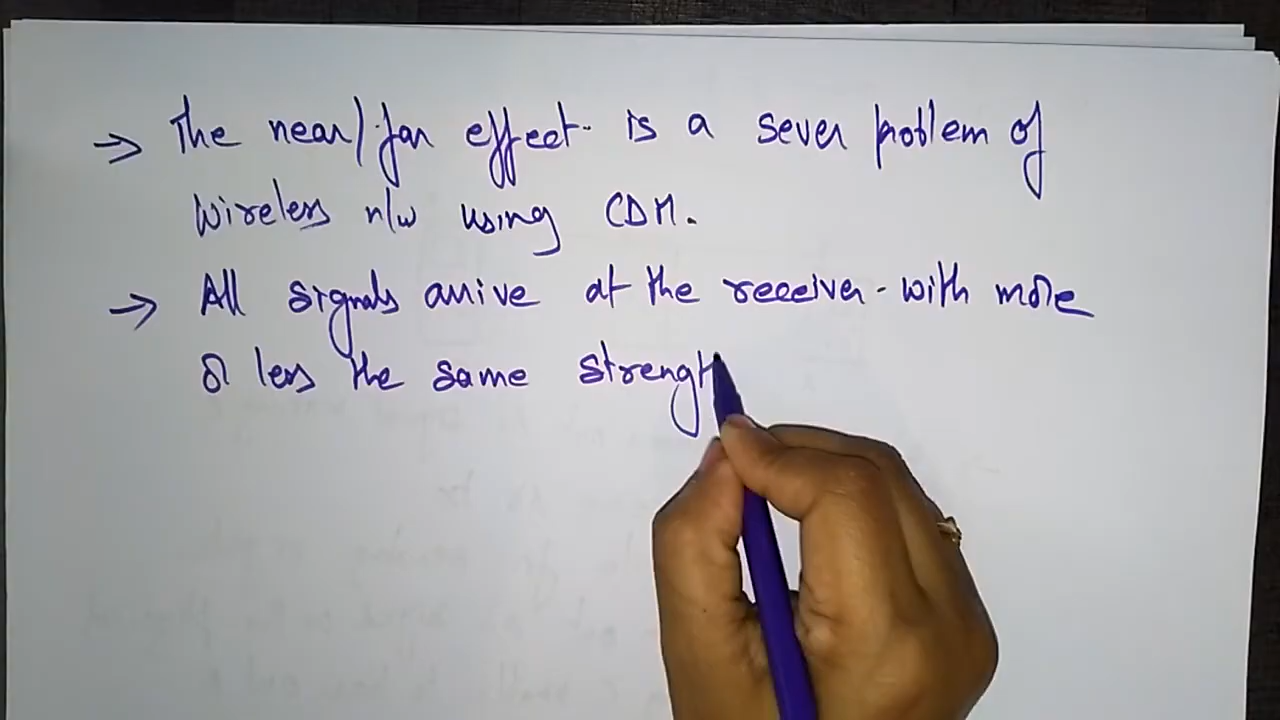 → The near/far effect is a sever problem of
Wireless n/w using CDM.
→ All signals arrive at the receiver with more
or less the same strengt